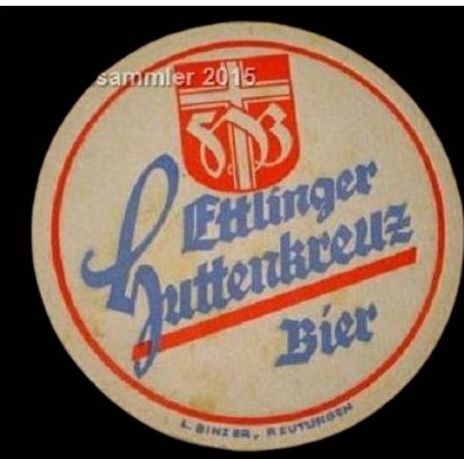 sammler 2015
Ettlinger
Huttenkreuz
Bier
L. BINZER, REUTLINGEN